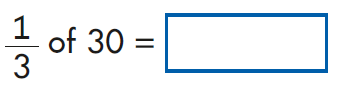 1/3 of 30 =